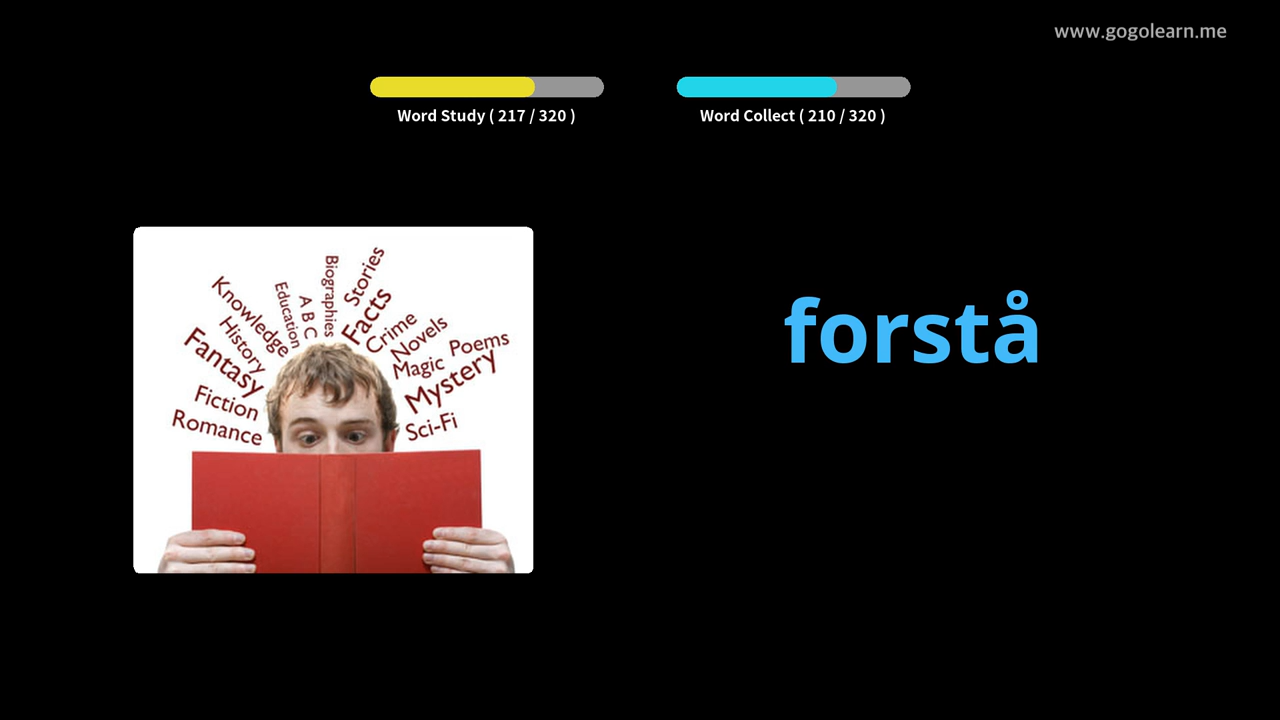 www.gogolearn.me
Word Study ( 217 / 320 )
Word Collect ( 210 / 320 )
Biographies
Stories
Knowledge
Education
A B C
Facts
History
Crime
Novels
Fantasy
Poems
Magic
Mystery
Fiction
Romance
Sci-Fi
forstå